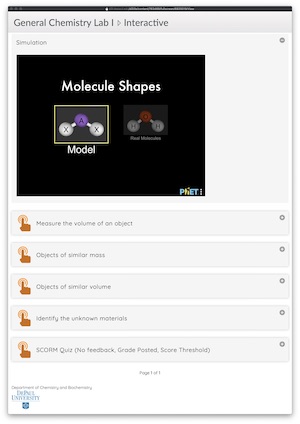 General Chemistry Lab I ▷ Interactive
Simulation
Molecule Shapes
A
X X
H H
Model
Real Molecules
PhET
Measure the volume of an object
Objects of similar mass
Objects of similar volume
Identify the unknown materials
SCORM Quiz (No feedback, Grade Posted, Score Threshold)
Page 1 of 1
Department of Chemistry and Biochemistry
DEPAUL
UNIVERSITY